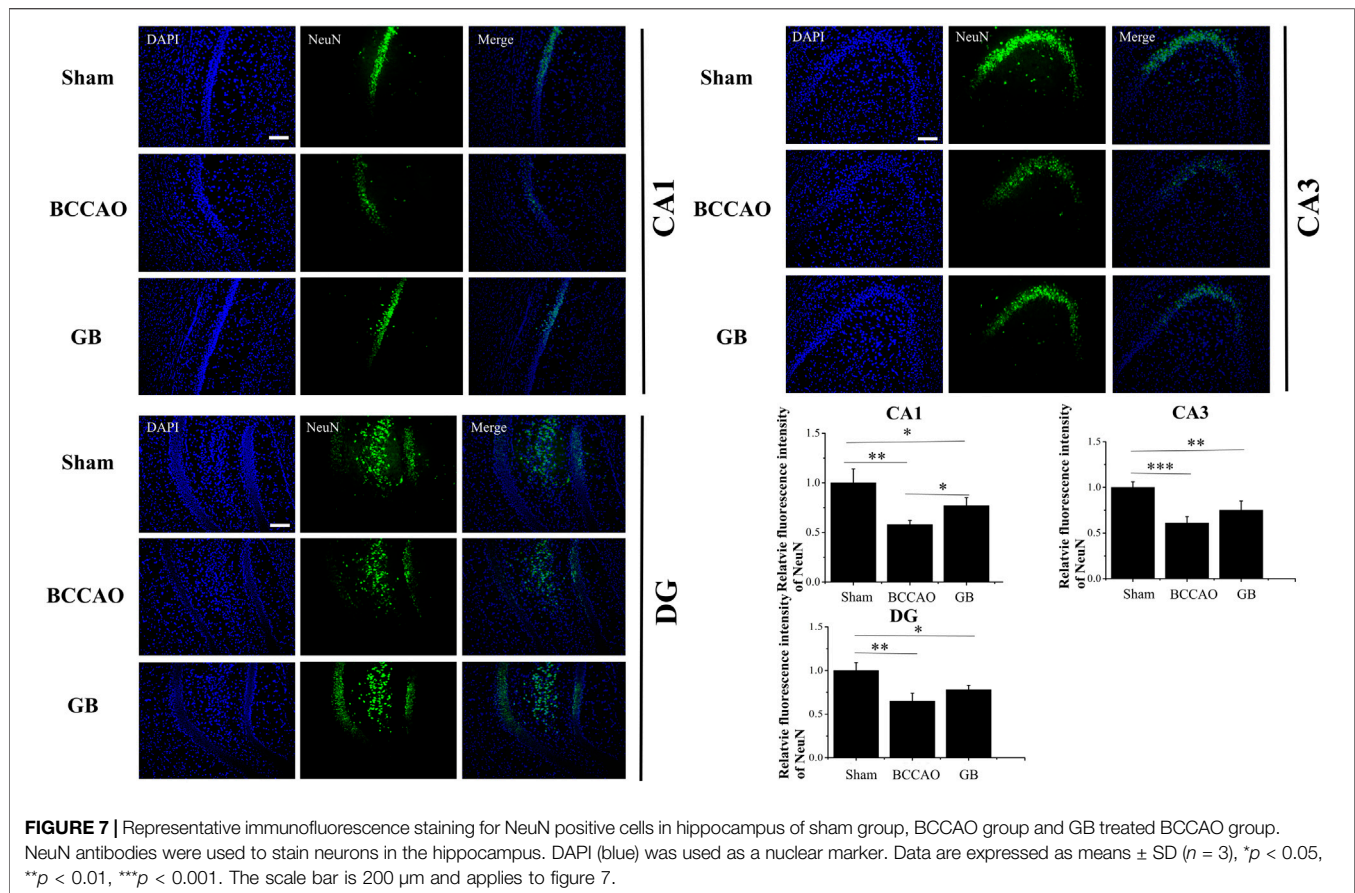 DAPI NeuN Merge
Sham
BCCAO
GB
CA1
DAPI NeuN Merge
Sham
BCCAO
GB
CA3
DAPI NeuN Merge
Sham
BCCAO
GB
DG
CA1
Relatvie fluorescence intensity
of NeuN
1.5
1.0
0.5
0.0
*
**
*
Sham BCCAO GB
CA3
Relatvie fluorescence intensity
of NeuN
1.5
1.0
0.5
0.0
**
***
Sham BCCAO GB
DG
Relatvie fluorescence intensity
of NeuN
1.5
1.0
0.5
0.0
*
**
Sham BCCAO GB
FIGURE 7 | Representative immunofluorescence staining for NeuN positive cells in hippocampus of sham group, BCCAO group and GB treated BCCAO group.
NeuN antibodies were used to stain neurons in the hippocampus. DAPI (blue) was used as a nuclear marker. Data are expressed as means ± SD (n = 3), *p < 0.05,
**p < 0.01, ***p < 0.001. The scale bar is 200 µm and applies to figure 7.